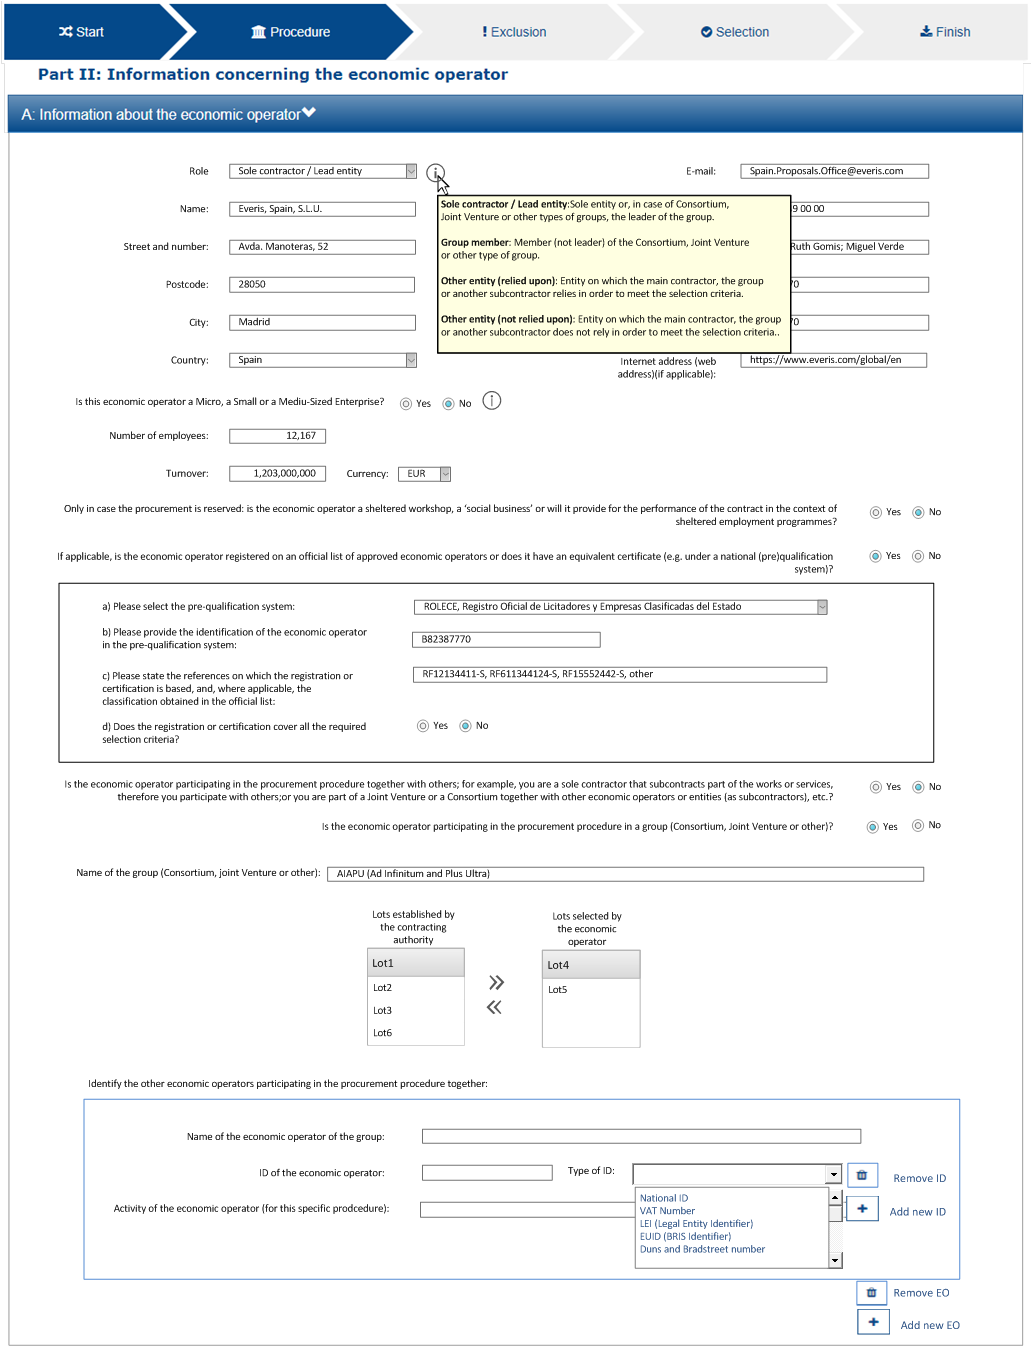 Start
Procedure
Exclusion
Selection
Finish
Part II: Information concerning the economic operator
A: Information about the economic operator
Role
Sole contractor / Lead entity
E-mail:
Spain.Proposals.Office@everis.com
Sole contractor / Lead entity:Sole entity or, in case of Consortium,
Joint Venture or other types of groups, the leader of the group.
Group member: Member (not leader) of the Consortium, Joint Venture
or other type of group.
Other entity (relied upon): Entity on which the main contractor, the group
or another subcontractor relies in order to meet the selection criteria.
Other entity (not relied upon): Entity on which the main contractor, the group
or another subcontractor does not rely in order to meet the selection criteria..
Name:
Everis, Spain, S.L.U.
9 00 00
Street and number:
Avda. Manoteras, 52
Ruth Gomis; Miguel Verde
Postcode:
28050
70
City:
Madrid
70
Country:
Spain
Internet address (web
address)(if applicable):
https://www.everis.com/global/en
Is this economic operator a Micro, a Small or a Mediu-Sized Enterprise?
Yes
No
Number of employees:
12,167
Turnover:
1,203,000,000
Currency:
EUR
Only in case the procurement is reserved: is the economic operator a sheltered workshop, a ‘social business’ or will it provide for the performance of the contract in the context of
sheltered employment programmes?
Yes
No
If applicable, is the economic operator registered on an official list of approved economic operators or does it have an equivalent certificate (e.g. under a national (pre)qualification
system)?
Yes
No
a) Please select the pre-qualification system:
ROLECE, Registro Oficial de Licitadores y Empresas Clasificadas del Estado
b) Please provide the identification of the economic operator
in the pre-qualification system:
B82387770
c) Please state the references on which the registration or
certification is based, and, where applicable, the
classification obtained in the official list:
RF12134411-S, RF611344124-S, RF15552442-S, other
d) Does the registration or certification cover all the required
selection criteria?
Yes
No
Is the economic operator participating in the procurement procedure together with others; for example, you are a sole contractor that subcontracts part of the works or services,
therefore you participate with others;or you are part of a Joint Venture or a Consortium together with other economic operators or entities (as subcontractors), etc.?
Yes
No
Is the economic operator participating in the procurement procedure in a group (Consortium, Joint Venture or other)?
Yes
No
Name of the group (Consortium, joint Venture or other):
AIAPU (Ad Infinitum and Plus Ultra)
Lots established by
the contracting
authority
Lot1
Lot2
Lot3
Lot6
Lots selected by
the economic
operator
Lot4
Lot5
Identify the other economic operators participating in the procurement procedure together:
Name of the economic operator of the group:
ID of the economic operator:
Type of ID:
Remove ID
Activity of the economic operator (for this specific prodcedure):
National ID
VAT Number
LEI (Legal Entity Identifier)
EUID (BRIS Identifier)
Duns and Bradstreet number
Add new ID
Remove EO
Add new EO